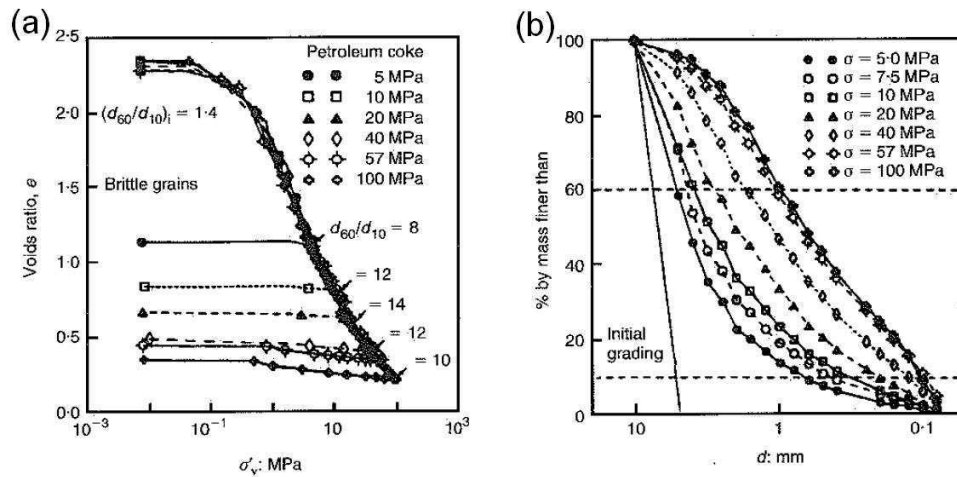 (a)
2·5
2·0
1·5
1·0
0·5
0·0
Voids ratio, e
Petroleum coke
5 MPa
10 MPa
20 MPa
40 MPa
57 MPa
100 MPa
(d60/d10)i = 1·4
Brittle grains
d60/d10 = 8
= 12
= 14
= 12
= 10
10−3
10−1
10
103
σ′v: MPa
(b)
100
80
60
40
20
10
0
% by mass finer than
σ = 5·0 MPa
σ = 7·5 MPa
σ = 10 MPa
σ = 20 MPa
σ = 40 MPa
σ = 57 MPa
σ = 100 MPa
Initial
grading
10
1
0·1
d: mm